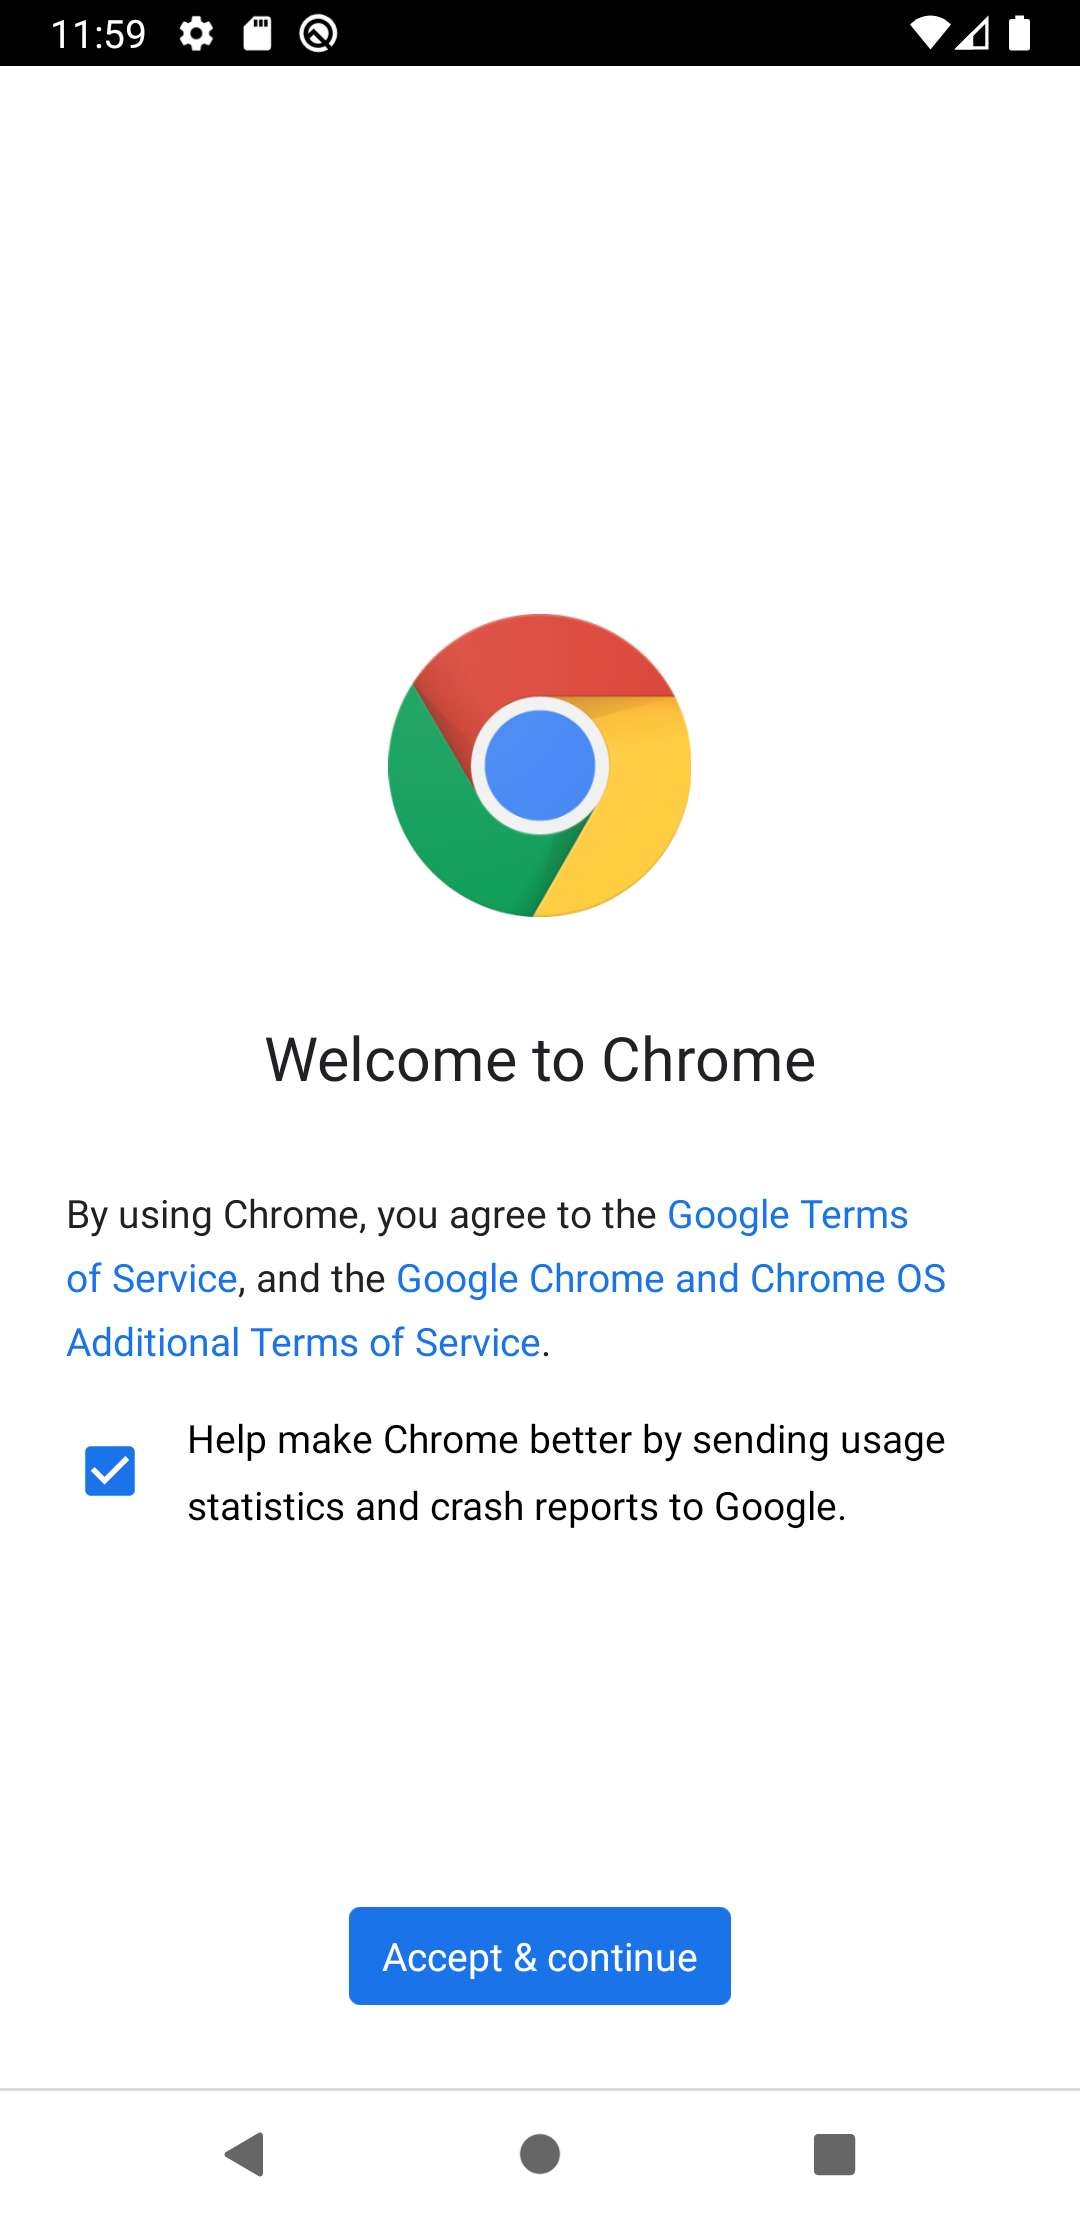 11:59
Welcome to Chrome
By using Chrome, you agree to the Google Terms
of Service, and the Google Chrome and Chrome OS
Additional Terms of Service.
Help make Chrome better by sending usage
statistics and crash reports to Google.
Accept & continue